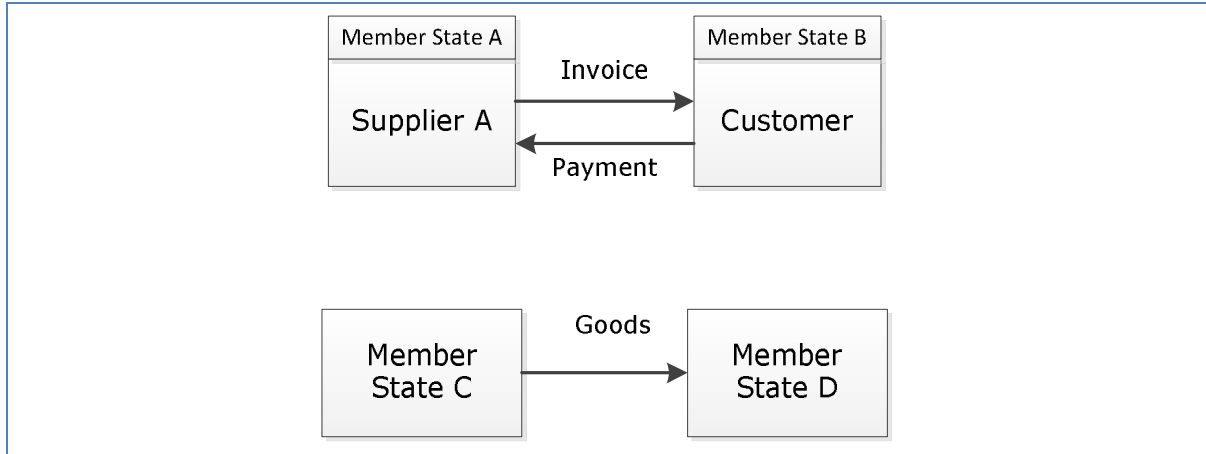 Member State A
Member State B
Invoice
Supplier A
Customer
Payment
Goods
Member
State C
Member
State D